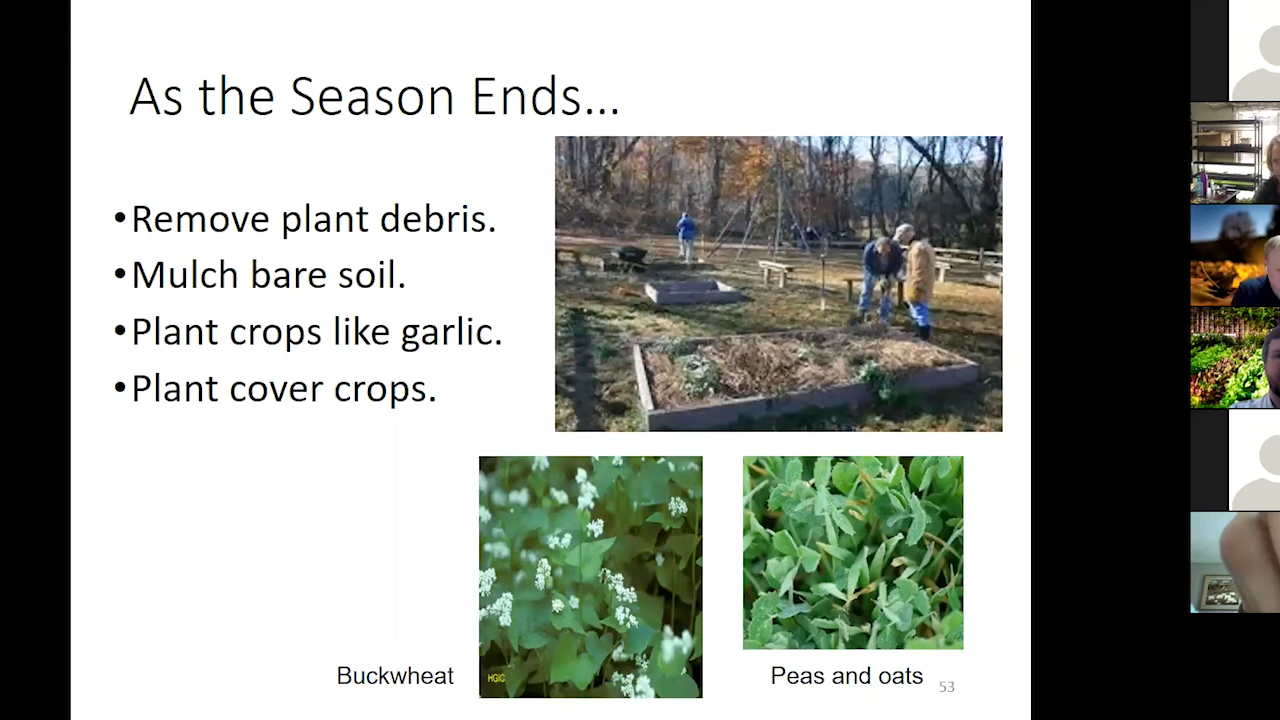 As the Season Ends...
•Remove plant debris.
•Mulch bare soil.
•Plant crops like garlic.
•Plant cover crops.
HGIC
Buckwheat
Peas and oats
53